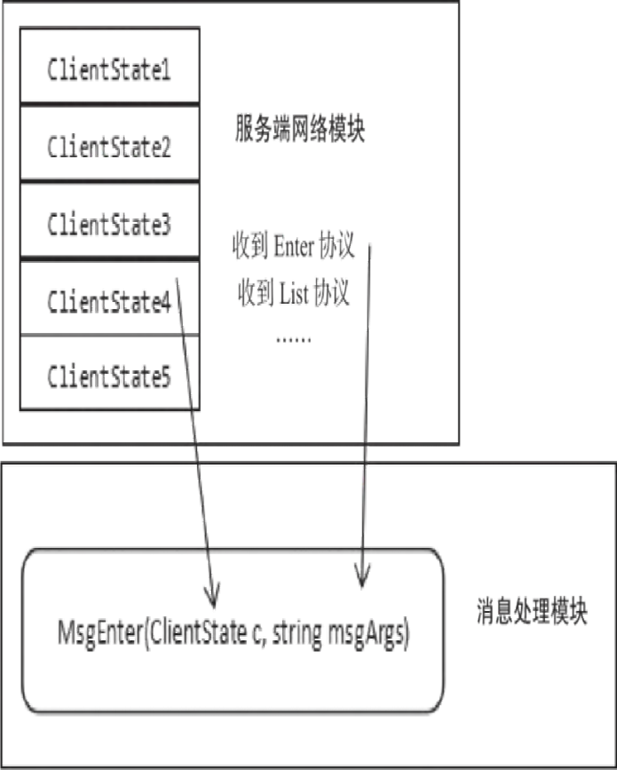 ClientState1
ClientState2
ClientState3
ClientState4
ClientState5
服务端网络模块
收到 Enter 协议
收到 List 协议
……
MsgEnter(ClientState c, string msgArgs)
消息处理模块